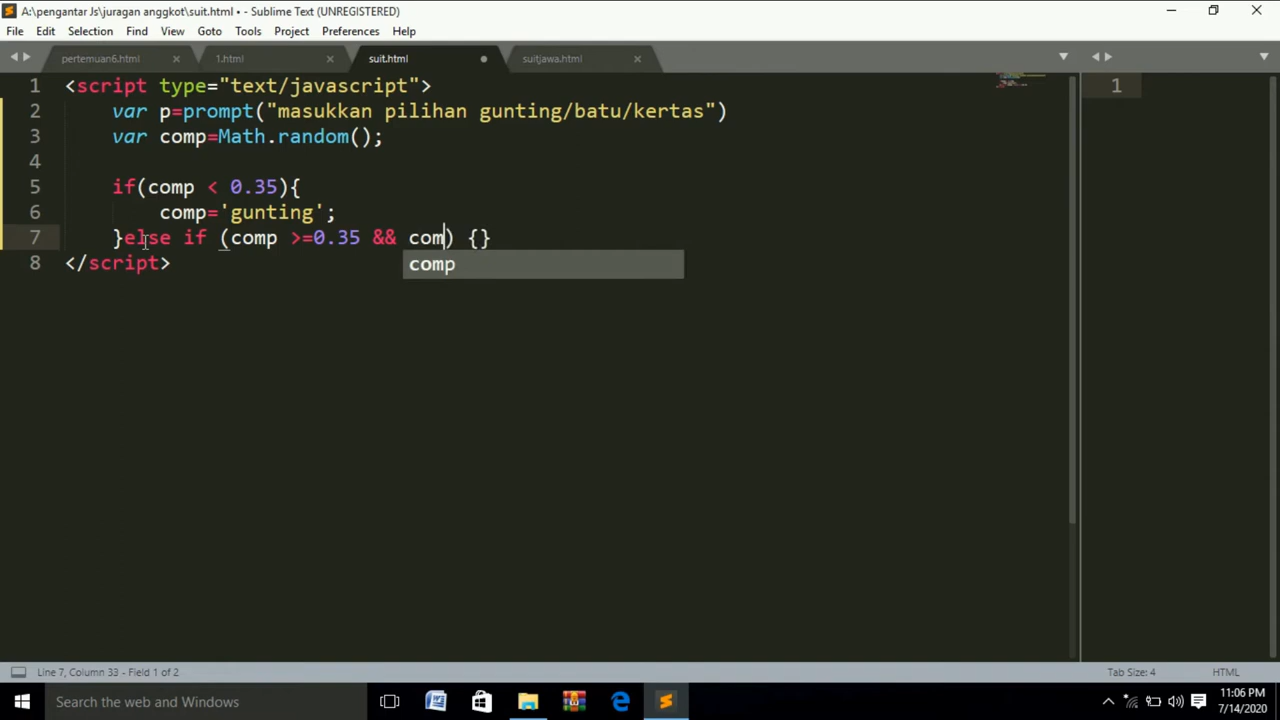 A:\pengantar Js\juragan anggkot\suit.html • - Sublime Text (UNREGISTERED)
File Edit Selection Find View Goto Tools Project Preferences Help
pertemuan6.html 1.html suit.html suitjawa.html
1 <script type="text/javascript"> 1
2 var p=prompt("masukkan pilihan gunting/batu/kertas")
3 var comp=Math.random();
4
5 if(comp < 0.35){
6 comp='gunting';
7 }else if (comp >=0.35 && com) {}
8 </script>
comp
Line 7, Column 33 - Field 1 of 2 Tab Size: 4 HTML
Search the web and Windows
11:06 PM
7/14/2020